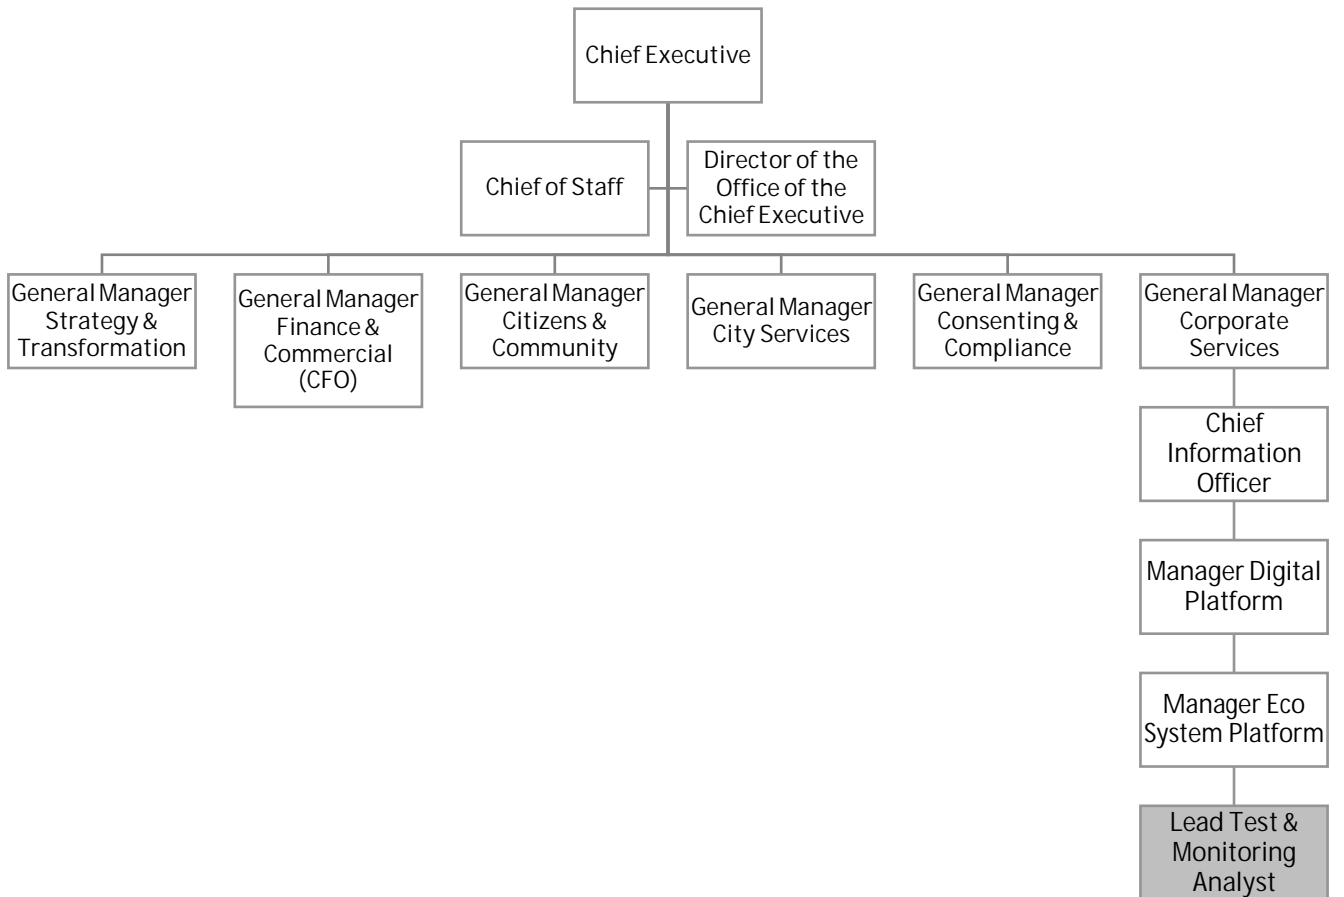 Chief Executive
Chief of Staff
Director of the
Office of the
Chief Executive
General Manager
Strategy &
Transformation
General Manager
Finance &
Commercial
(CFO)
General Manager
Citizens &
Community
General Manager
City Services
General Manager
Consenting &
Compliance
General Manager
Corporate
Services
Chief
Information
Officer
Manager Digital
Platform
Manager Eco
System Platform
Lead Test &
Monitoring
Analyst